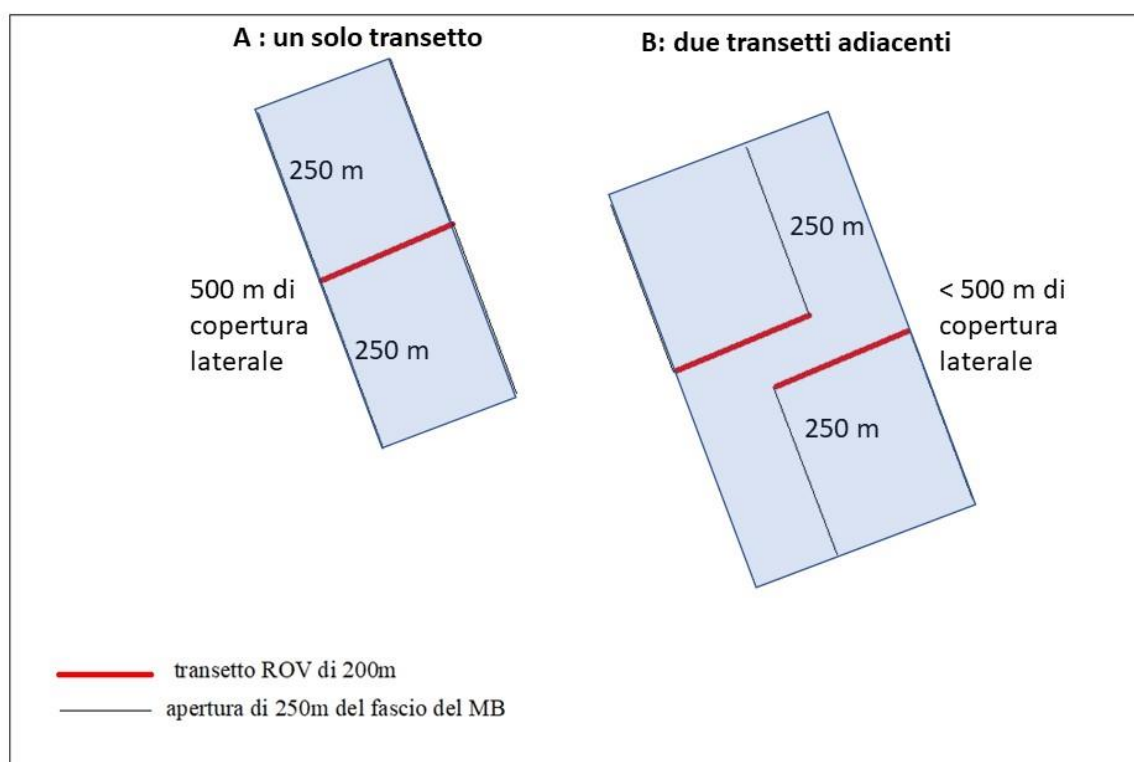 A : un solo transetto
250 m
500 m di
copertura
laterale
250 m
B: due transetti adiacenti
250 m
< 500 m di
copertura
laterale
250 m
transetto ROV di 200m
apertura di 250m del fascio del MB